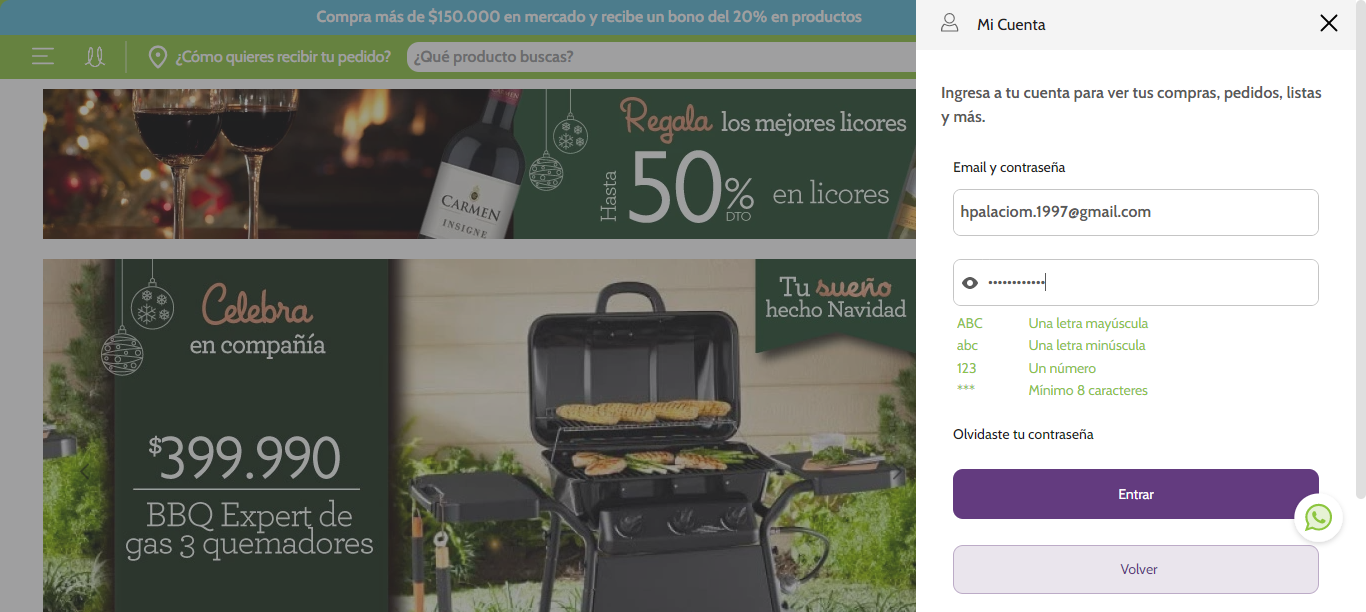 Compra más de $150.000 en mercado y recibe un bono del 20% en productos
¿Cómo quieres recibir tu pedido?
¿Qué producto buscas?
Regala los mejores licores
Hasta 50% DTO en licores
CARMEN
INSIGNE
Celebra
en compañía
$399.990
BBQ Expert de
gas 3 quemadores
Tu sueño
hecho Navidad
Mi Cuenta
Ingresa a tu cuenta para ver tus compras, pedidos, listas
y más.
Email y contraseña
hpalaciom.1997@gmail.com
••••••••••••
ABC Una letra mayúscula
abc Una letra minúscula
123 Un número
*** Mínimo 8 caracteres
Olvidaste tu contraseña
Entrar
Volver